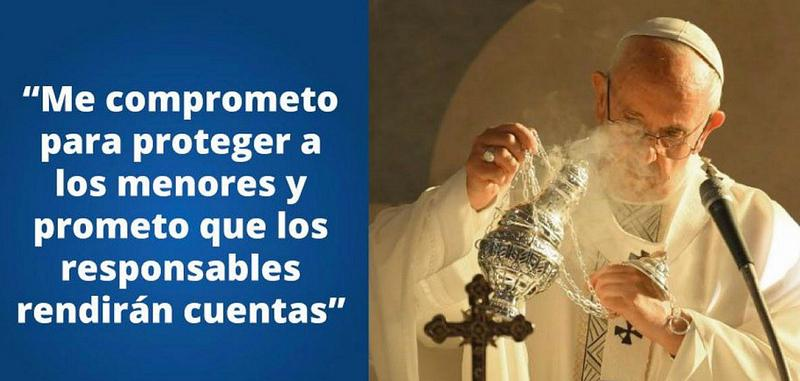 “Me comprometo
para proteger a
los menores y
prometo que los
responsables
rendirán cuentas”